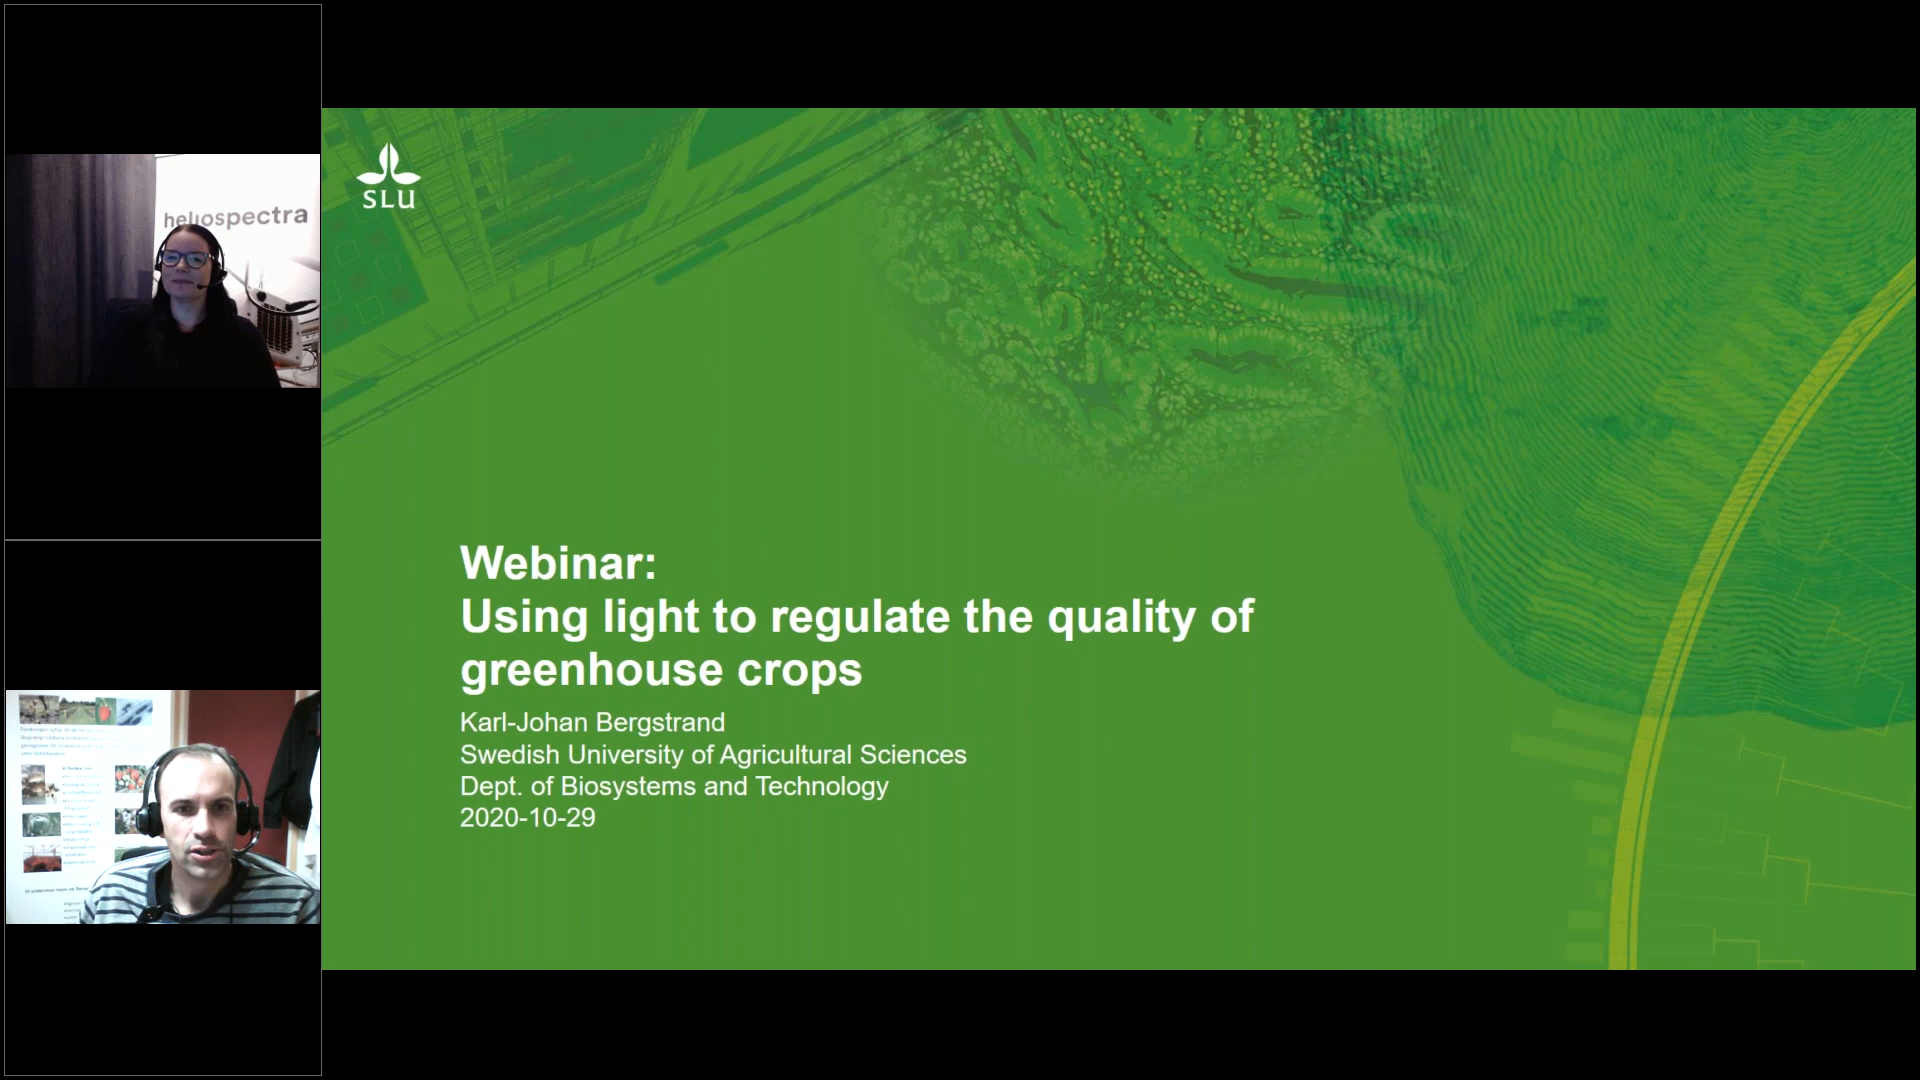 heliospectra
SLU
Webinar:
Using light to regulate the quality of
greenhouse crops
Karl-Johan Bergstrand
Swedish University of Agricultural Sciences
Dept. of Biosystems and Technology
2020-10-29